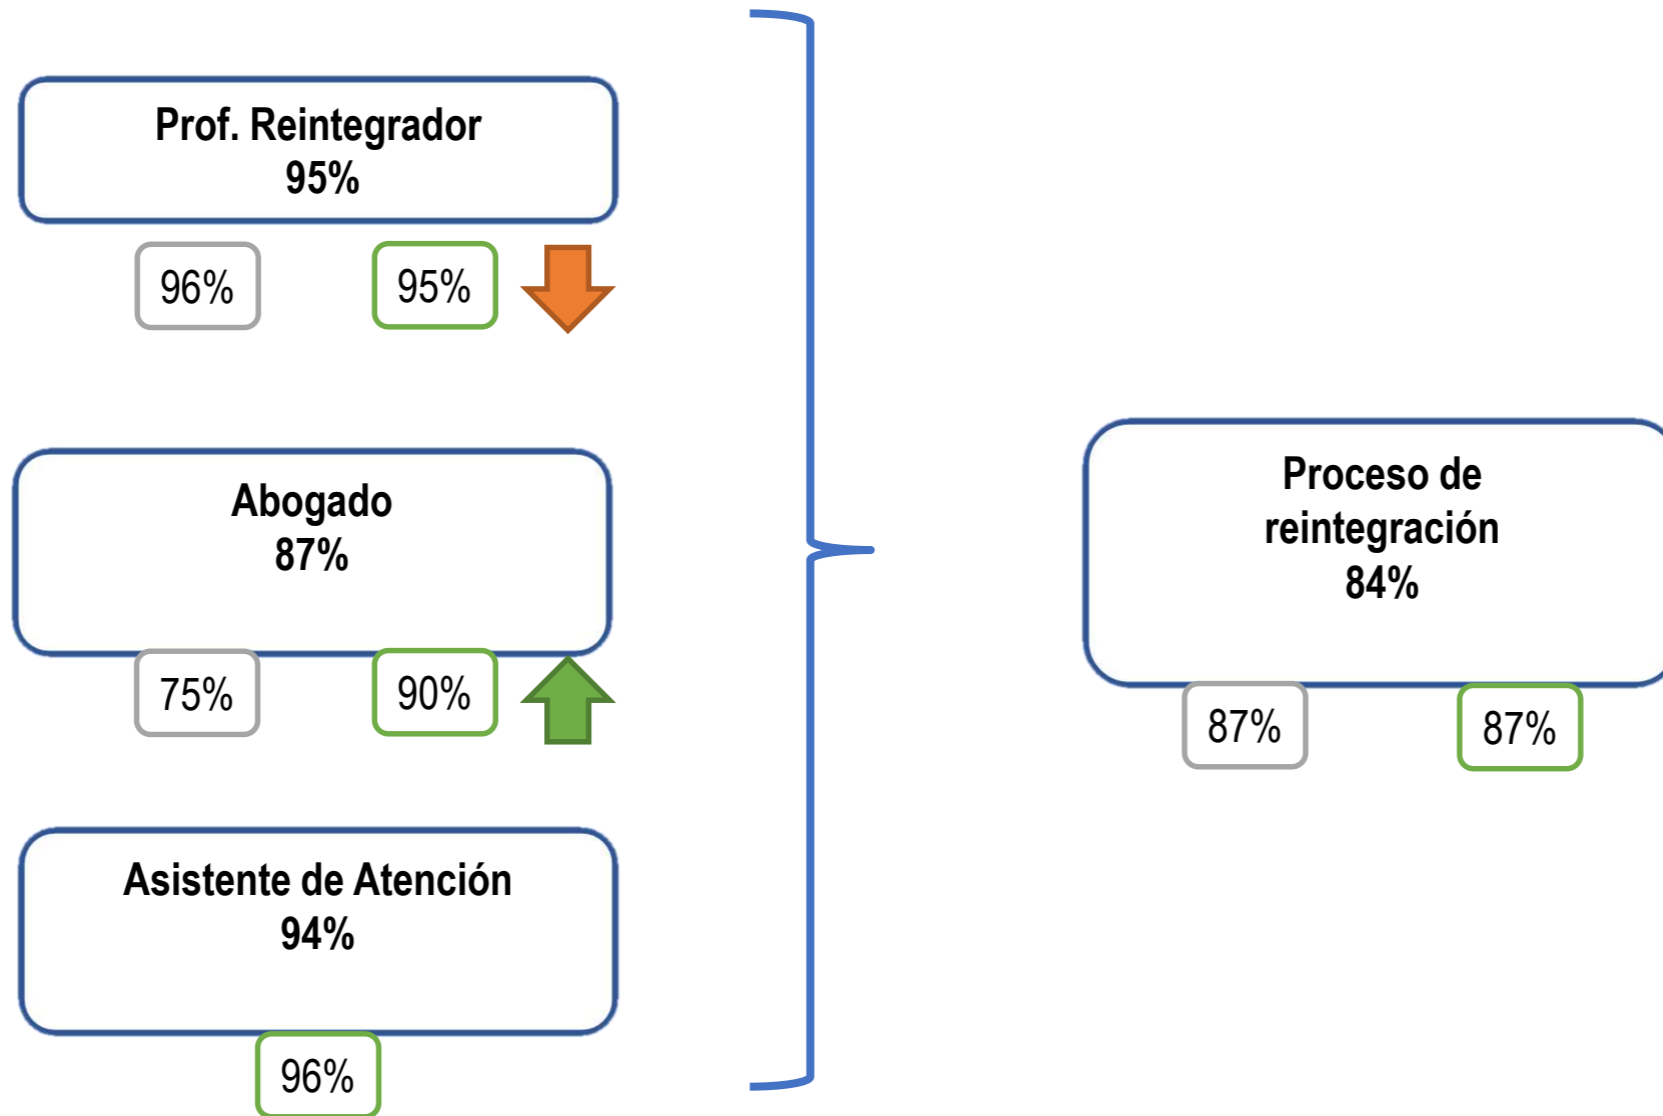 Prof. Reintegrador
95%
96%
95%
Abogado
87%
75%
90%
Asistente de Atención
94%
96%
Proceso de
reintegración
84%
87%
87%